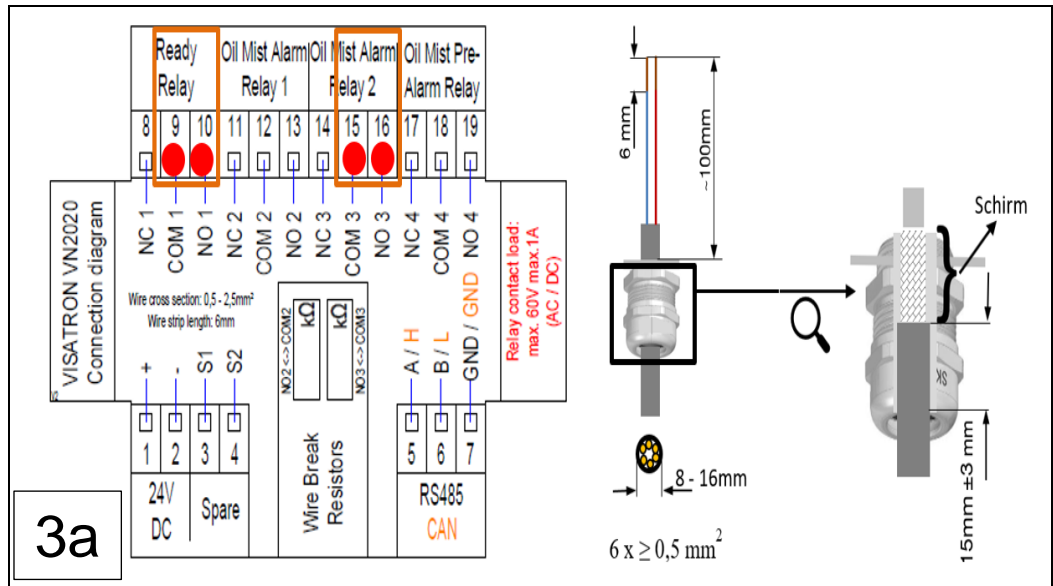 Ready
Relay
Oil Mist Alarm
Relay 1
Oil Mist Alarm
Relay 2
Oil Mist Pre-
Alarm Relay
8 9 10 11 12 13 14 15 16 17 18 19
NC 1
COM 1
NO 1
NC 2
COM 2
NO 2
NC 3
COM 3
NO 3
NC 4
COM 4
NO 4
VISATRON VN2020
Connection diagram
V2
Wire cross section: 0,5 - 2,5mm²
Wire strip length: 6mm
+
-
S1
S2
NO2 <-> COM2
kΩ
kΩ
NO3 <-> COM3
A / H
B / L
GND / GND
Relay contact load:
max. 60V max.1A
(AC / DC)
1 2 3 4
5 6 7
24V
DC
Spare
Wire Break
Resistors
RS485
CAN
3a
6 mm
~100mm
8 - 16mm
6 x ≥ 0,5 mm²
Schirm
SK
15mm ±3 mm